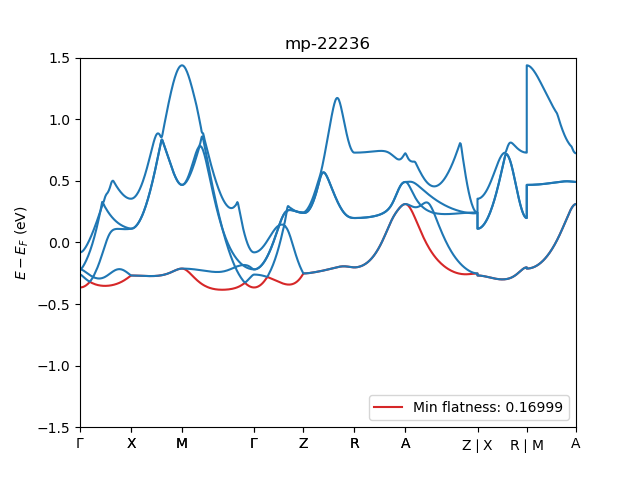 mp-22236
1.5
1.0
0.5
0.0
−0.5
−1.0
−1.5
E − E_F (eV)
Min flatness: 0.16999
Γ X M Γ Z R A Z | X R | M A